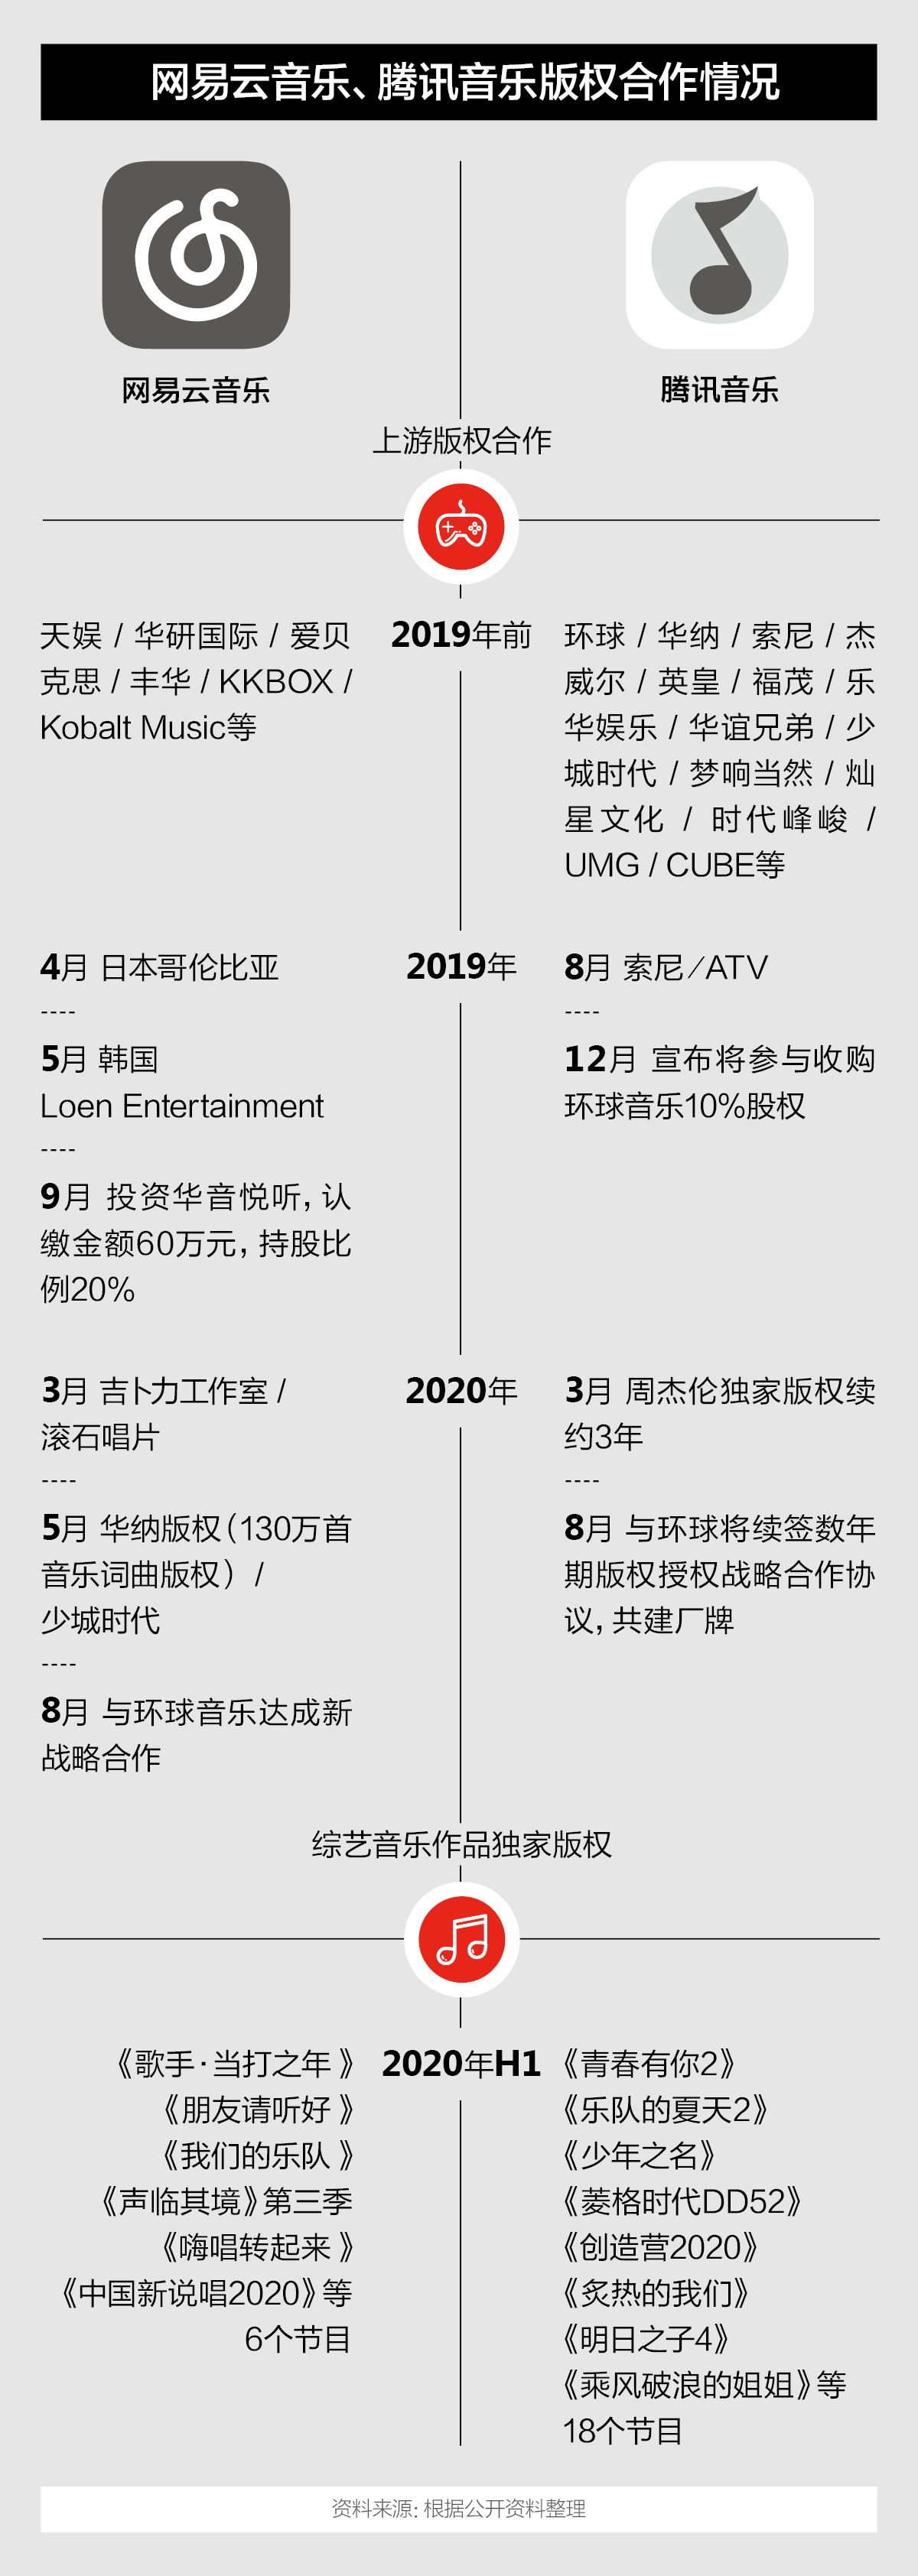 网易云音乐、腾讯音乐版权合作情况
网易云音乐
腾讯音乐
上游版权合作
2019年前
天娱 / 华研国际 / 爱贝
克思 / 丰华 / KKBOX /
Kobalt Music等
环球 / 华纳 / 索尼 / 杰
威尔 / 英皇 / 福茂 / 乐
华娱乐 / 华谊兄弟 / 少
城时代 / 梦响当然 / 灿
星文化 / 时代峰峻 /
UMG / CUBE等
2019年
4月 日本哥伦比亚
----
5月 韩国
Loen Entertainment
----
9月 投资华音悦听，认
缴金额60万元，持股比
例20%
8月 索尼/ATV
----
12月 宣布将参与收购
环球音乐10%股权
2020年
3月 吉卜力工作室 /
滚石唱片
----
5月 华纳版权（130万首
音乐词曲版权） /
少城时代
----
8月 与环球音乐达成新
战略合作
3月 周杰伦独家版权续
约3年
----
8月 与环球将续签数年
期版权授权战略合作协
议，共建厂牌
综艺音乐作品独家版权
2020年H1
《歌手·当打之年 》
《朋友请听好 》
《我们的乐队 》
《声临其境》第三季
《嗨唱转起来 》
《中国新说唱2020》等
6个节目
《青春有你2》
《乐队的夏天2》
《少年之名》
《菱格时代DD52》
《创造营2020》
《炙热的我们》
《明日之子4》
《乘风破浪的姐姐》等
18个节目
资料来源：根据公开资料整理